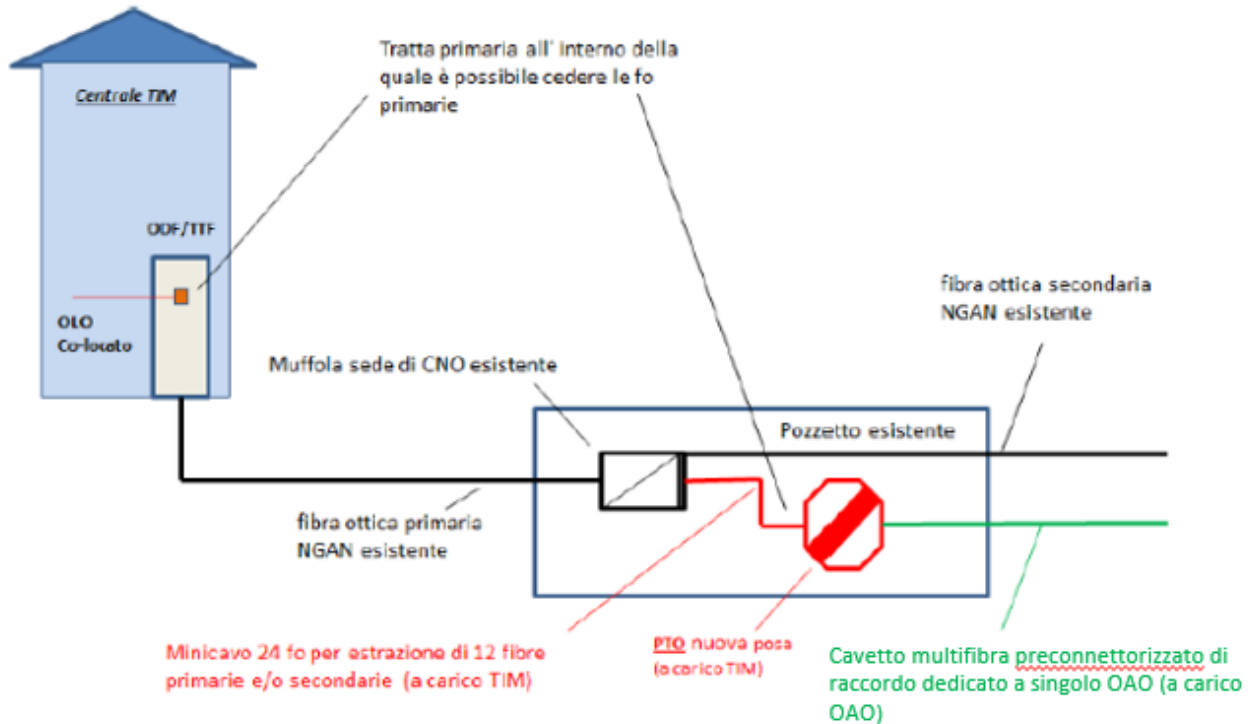 Tratta primaria all' interno della
quale è possibile cedere le fo
primarie
Centrale TIM
ODF/TTF
OLO
Co-locato
fibra ottica secondaria
NGAN esistente
Muffola sede di CNO esistente
Pozzetto esistente
fibra ottica primaria
NGAN esistente
Minicavo 24 fo per estrazione di 12 fibre
primarie e/o secondarie (a carico TIM)
PTO nuova posa
(a carico TIM)
Cavetto multifibra preconnettorizzato di
raccordo dedicato a singolo OAO (a carico
OAO)